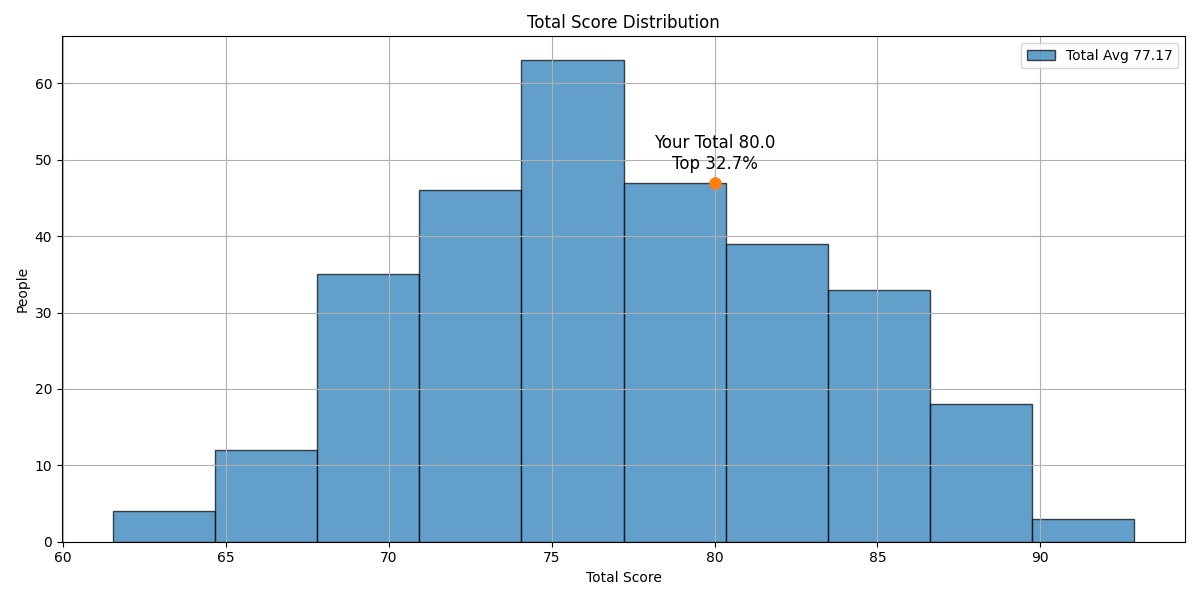 Total Score Distribution
Total Avg 77.17
Your Total 80.0
Top 32.7%
People
60
50
40
30
20
10
0
60 65 70 75 80 85 90
Total Score